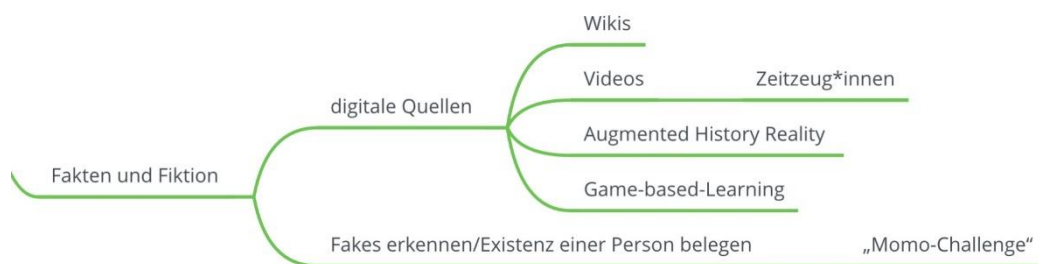 Wikis
Videos Zeitzeug*innen
digitale Quellen
Augmented History Reality
Fakten und Fiktion
Game-based-Learning
Fakes erkennen/Existenz einer Person belegen „Momo-Challenge“